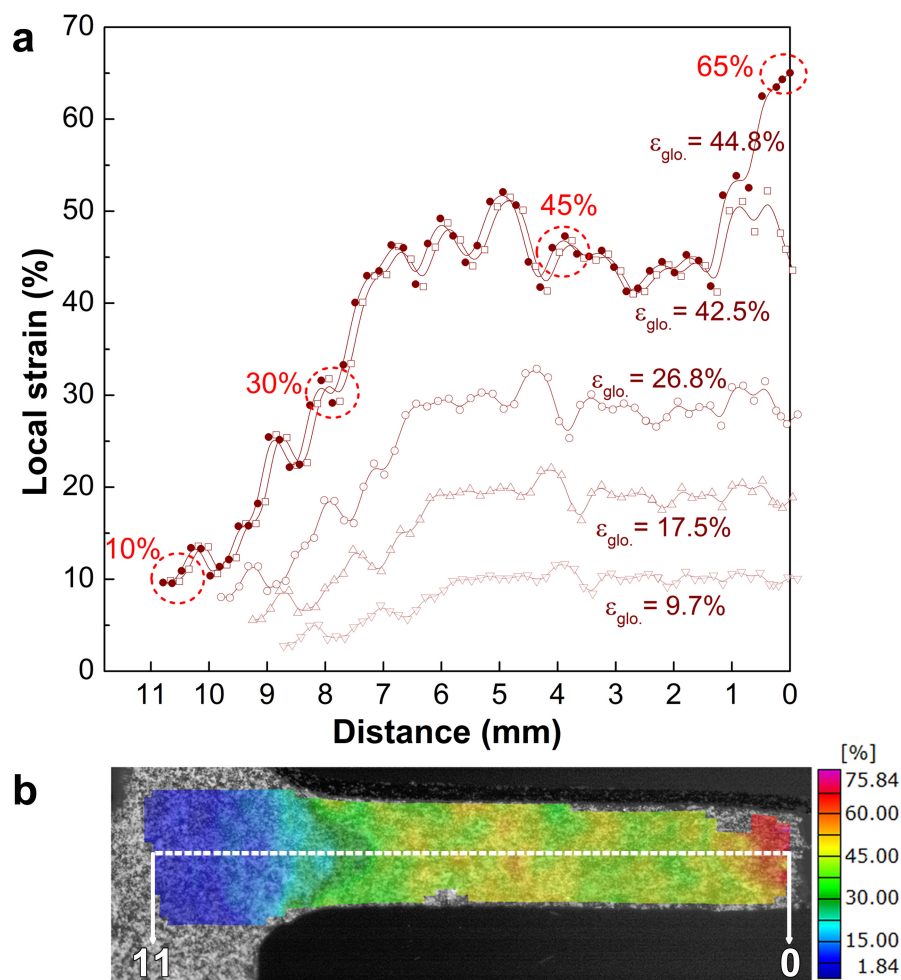 a
70
60
50
40
30
20
10
0
Local strain (%)
65%
ε glo. = 44.8%
45%
ε glo. = 42.5%
30%
ε glo. = 26.8%
ε glo. = 17.5%
10%
ε glo. = 9.7%
11 10 9 8 7 6 5 4 3 2 1 0
Distance (mm)
b
[%]
75.84
60.00
45.00
30.00
15.00
1.84
11
0